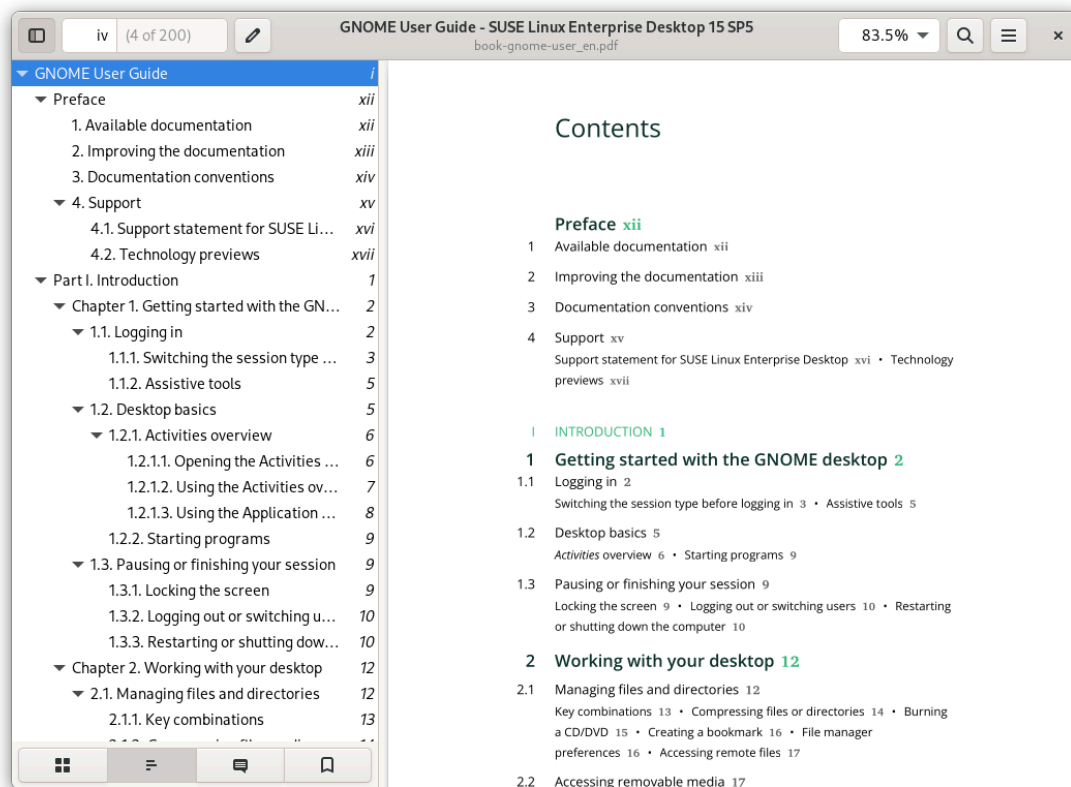 iv (4 of 200)
GNOME User Guide - SUSE Linux Enterprise Desktop 15 SP5
book-gnome-user_en.pdf
83.5%
GNOME User Guide i
Preface xii
1. Available documentation xii
2. Improving the documentation xiii
3. Documentation conventions xiv
4. Support xv
4.1. Support statement for SUSE Li... xvi
4.2. Technology previews xvii
Part I. Introduction 1
Chapter 1. Getting started with the GN... 2
1.1. Logging in 2
1.1.1. Switching the session type ... 3
1.1.2. Assistive tools 5
1.2. Desktop basics 5
1.2.1. Activities overview 6
1.2.1.1. Opening the Activities ... 6
1.2.1.2. Using the Activities ov... 7
1.2.1.3. Using the Application ... 8
1.2.2. Starting programs 9
1.3. Pausing or finishing your session 9
1.3.1. Locking the screen 9
1.3.2. Logging out or switching u... 10
1.3.3. Restarting or shutting dow... 10
Chapter 2. Working with your desktop 12
2.1. Managing files and directories 12
2.1.1. Key combinations 13
Contents
Preface xii
1 Available documentation xii
2 Improving the documentation xiii
3 Documentation conventions xiv
4 Support xv
Support statement for SUSE Linux Enterprise Desktop xvi • Technology
previews xvii
I INTRODUCTION 1
1 Getting started with the GNOME desktop 2
1.1 Logging in 2
Switching the session type before logging in 3 • Assistive tools 5
1.2 Desktop basics 5
Activities overview 6 • Starting programs 9
1.3 Pausing or finishing your session 9
Locking the screen 9 • Logging out or switching users 10 • Restarting
or shutting down the computer 10
2 Working with your desktop 12
2.1 Managing files and directories 12
Key combinations 13 • Compressing files or directories 14 • Burning
a CD/DVD 15 • Creating a bookmark 16 • File manager
preferences 16 • Accessing remote files 17
2.2 Accessing removable media 17